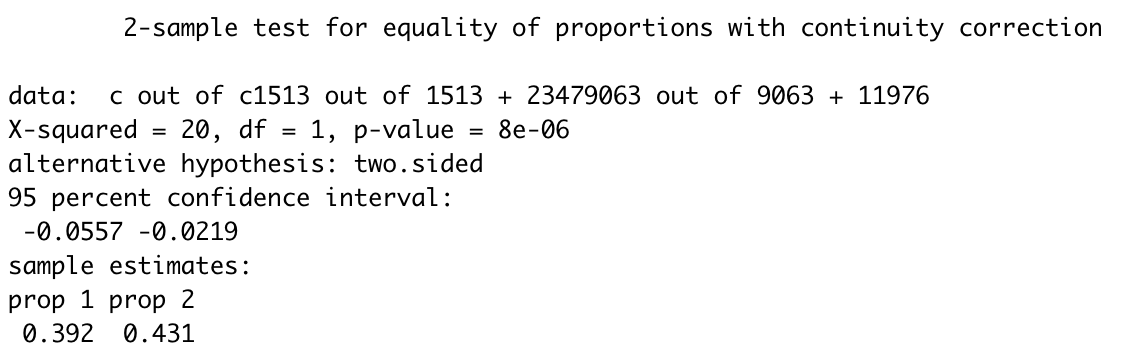 2-sample test for equality of proportions with continuity correction
data:  c out of c1513 out of 1513 + 23479063 out of 9063 + 11976
X-squared = 20, df = 1, p-value = 8e-06
alternative hypothesis: two.sided
95 percent confidence interval:
-0.0557 -0.0219
sample estimates:
prop 1 prop 2
0.392  0.431